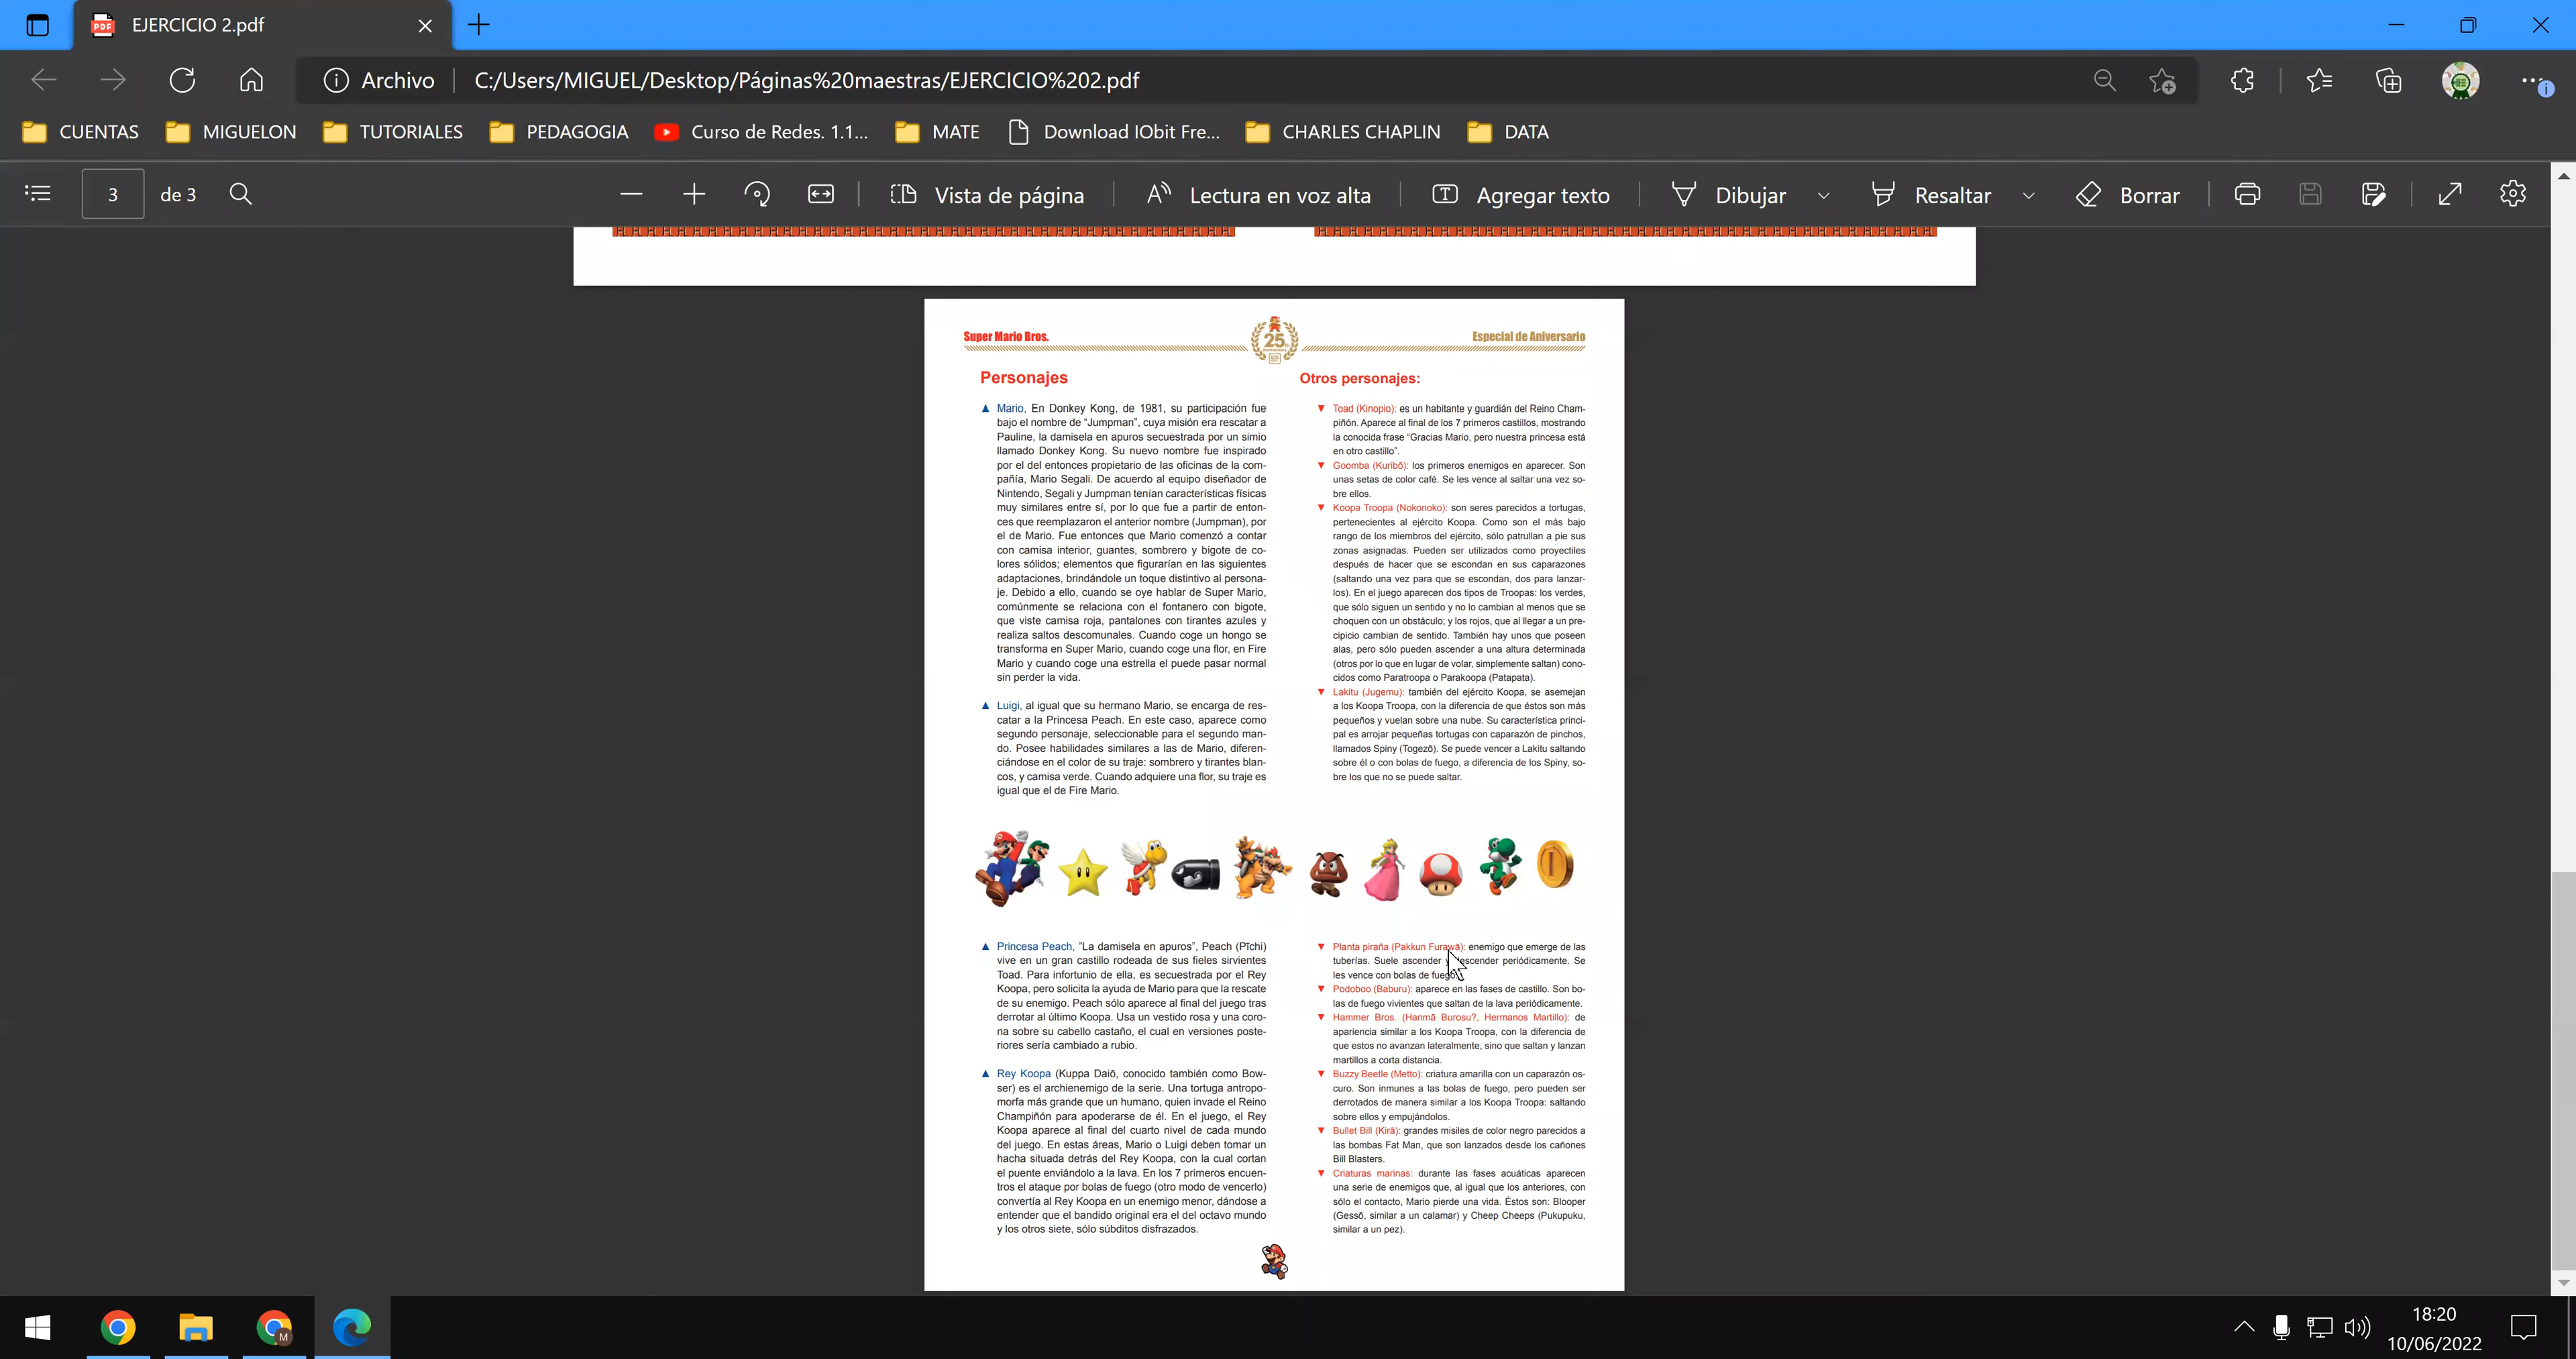 EJERCICIO 2.pdf
Archivo
C:/Users/MIGUEL/Desktop/Páginas%20maestras/EJERCICIO%202.pdf
CUENTAS
MIGUELON
TUTORIALES
PEDAGOGIA
Curso de Redes. 1.1...
MATE
Download IObit Fre...
CHARLES CHAPLIN
DATA
3 de 3
Vista de página
Lectura en voz alta
Agregar texto
Dibujar
Resaltar
Borrar
Super Mario Bros.
25
Especial de Aniversario
Personajes
Mario, En Donkey Kong, de 1981, su participación fue
bajo el nombre de “Jumpman”, cuya misión era rescatar a
Pauline, la damisela en apuros secuestrada por un simio
llamado Donkey Kong. Su nuevo nombre fue inspirado
por el del entonces propietario de las oficinas de la com-
pañía, Mario Segali. De acuerdo al equipo diseñador de
Nintendo, Segali y Jumpman tenían características físicas
muy similares entre sí, por lo que fue a partir de enton-
ces que reemplazaron el anterior nombre (Jumpman), por
el de Mario. Fue entonces que Mario comenzó a contar
con camisa interior, guantes, sombrero y bigote de co-
lores sólidos; elementos que figurarían en las siguientes
adaptaciones, brindándole un toque distintivo al persona-
je. Debido a ello, cuando se oye hablar de Super Mario,
comúnmente se relaciona con el fontanero con bigote,
que viste camisa roja, pantalones con tirantes azules y
realiza saltos descomunales. Cuando coge un hongo se
transforma en Super Mario, cuando coge una flor, en Fire
Mario y cuando coge una estrella el puede pasar normal
sin perder la vida.
Luigi, al igual que su hermano Mario, se encarga de res-
catar a la Princesa Peach. En este caso, aparece como
segundo personaje, seleccionable para el segundo man-
do. Posee habilidades similares a las de Mario, diferen-
ciándose en el color de su traje: sombrero y tirantes blan-
cos, y camisa verde. Cuando adquiere una flor, su traje es
igual que el de Fire Mario.
Otros personajes:
Toad (Kinopio): es un habitante y guardián del Reino Cham-
piñón. Aparece al final de los 7 primeros castillos, mostrando
la conocida frase “Gracias Mario, pero nuestra princesa está
en otro castillo”.
Goomba (Kuribō): los primeros enemigos en aparecer. Son
unas setas de color café. Se les vence al saltar una vez so-
bre ellos.
Koopa Troopa (Nokonoko): son seres parecidos a tortugas,
pertenecientes al ejército Koopa. Como son el más bajo
rango de los miembros del ejército, sólo patrullan a pie sus
zonas asignadas. Pueden ser utilizados como proyectiles
después de hacer que se escondan en sus caparazones
(saltando una vez para que se escondan, dos para lanzar-
los). En el juego aparecen dos tipos de Troopas: los verdes,
que sólo siguen un sentido y no lo cambian al menos que se
choquen con un obstáculo; y los rojos, que al llegar a un pre-
cipicio cambian de sentido. También hay unos que poseen
alas, pero sólo pueden ascender a una altura determinada
(otros por lo que en lugar de volar, simplemente saltan) cono-
cidos como Paratroopa o Parakoopa (Patapata).
Lakitu (Jugemu): también del ejército Koopa, se asemejan
a los Koopa Troopa, con la diferencia de que éstos son más
pequeños y vuelan sobre una nube. Su característica princi-
pal es arrojar pequeñas tortugas con caparazón de pinchos,
llamados Spiny (Togezō). Se puede vencer a Lakitu saltando
sobre él o con bolas de fuego, a diferencia de los Spiny, so-
bre los que no se puede saltar.
Princesa Peach, ”La damisela en apuros”, Peach (Pīchi)
vive en un gran castillo rodeada de sus fieles sirvientes
Toad. Para infortunio de ella, es secuestrada por el Rey
Koopa, pero solicita la ayuda de Mario para que la rescate
de su enemigo. Peach sólo aparece al final del juego tras
derrotar al último Koopa. Usa un vestido rosa y una coro-
na sobre su cabello castaño, el cual en versiones poste-
riores sería cambiado a rubio.
Rey Koopa (Kuppa Daiō, conocido también como Bow-
ser) es el archienemigo de la serie. Una tortuga antropo-
morfa más grande que un humano, quien invade el Reino
Champiñón para apoderarse de él. En el juego, el Rey
Koopa aparece al final del cuarto nivel de cada mundo
del juego. En estas áreas, Mario o Luigi deben tomar un
hacha situada detrás del Rey Koopa, con la cual cortan
el puente enviándolo a la lava. En los 7 primeros encuen-
tros el ataque por bolas de fuego (otro modo de vencerlo)
convertía al Rey Koopa en un enemigo menor, dándose a
entender que el bandido original era el del octavo mundo
y los otros siete, sólo súbditos disfrazados.
Planta piraña (Pakkun Furawā): enemigo que emerge de las
tuberías. Suele ascender y descender periódicamente. Se
les vence con bolas de fuego.
Podoboo (Baburu): aparece en las fases de castillo. Son bo-
las de fuego vivientes que saltan de la lava periódicamente.
Hammer Bros. (Hanmā Burosu?, Hermanos Martillo): de
apariencia similar a los Koopa Troopa, con la diferencia de
que estos no avanzan lateralmente, sino que saltan y lanzan
martillos a corta distancia.
Buzzy Beetle (Metto): criatura amarilla con un caparazón os-
curo. Son inmunes a las bolas de fuego, pero pueden ser
derrotados de manera similar a los Koopa Troopa: saltando
sobre ellos y empujándolos.
Bullet Bill (Kirā): grandes misiles de color negro parecidos a
las bombas Fat Man, que son lanzados desde los cañones
Bill Blasters.
Criaturas marinas: durante las fases acuáticas aparecen
una serie de enemigos que, al igual que los anteriores, con
sólo el contacto, Mario pierde una vida. Éstos son: Blooper
(Gessō, similar a un calamar) y Cheep Cheeps (Pukupuku,
similar a un pez).
18:20
10/06/2022